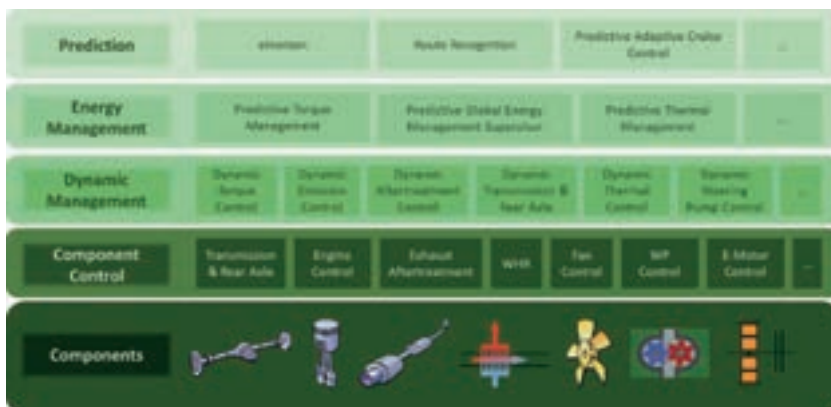 Prediction
eHorizon
Route Recognition
Predictive Adaptive Cruise
Control
...
Energy
Management
Predictive Torque
Management
Predictive Global Energy
Management Supervisor
Predictive Thermal
Management
...
Dynamic
Management
Dynamic
Torque
Control
Dynamic
Emission
Control
Dynamic
Aftertreatment
Control
Dynamic
Transmission &
Rear Axle
Dynamic
Thermal
Control
Dynamic
Steering
Pump Control
...
Component
Control
Transmission
& Rear Axle
Engine
Control
Exhaust
Aftertreatment
WHR
Fan
Control
WP
Control
E-Motor
Control
...
Components